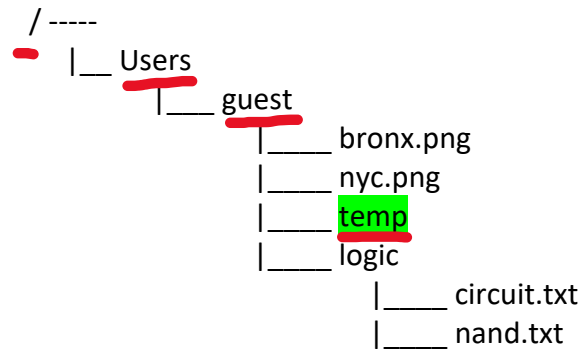 / -----
|__ Users
|___ guest
|____ bronx.png
|____ nyc.png
|____ temp
|____ logic
|____ circuit.txt
|____ nand.txt